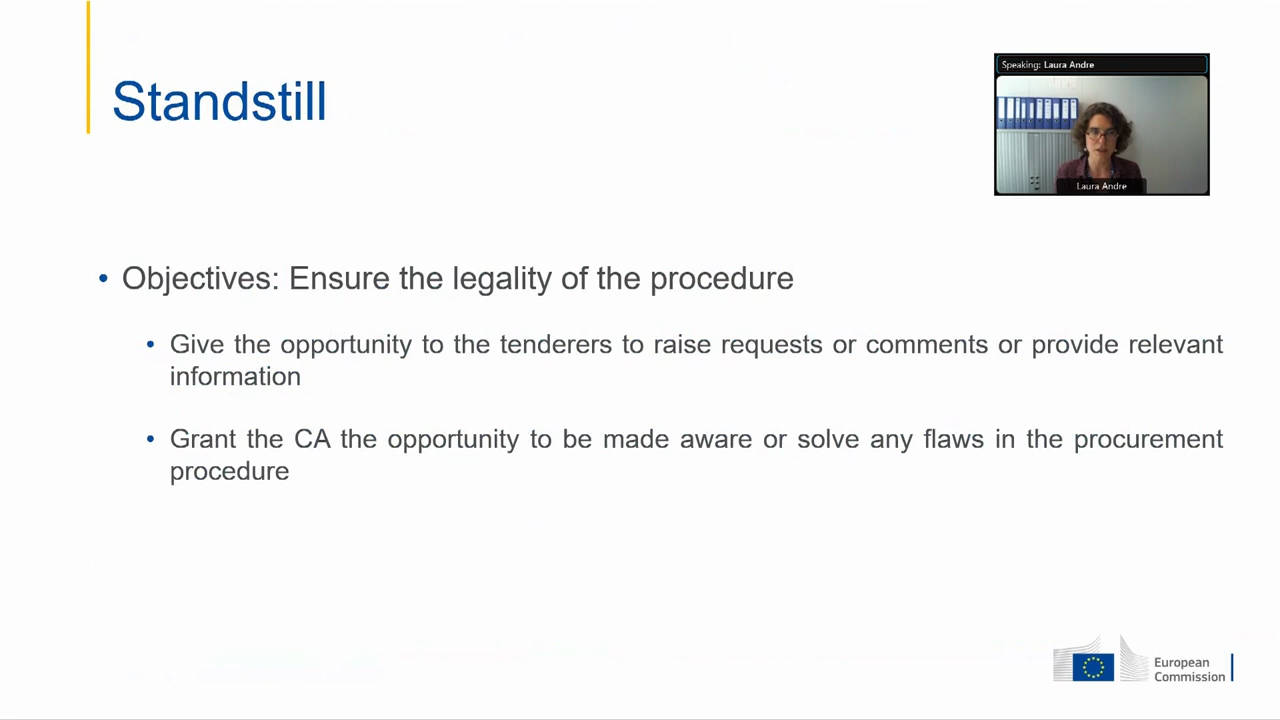 Standstill
Speaking: Laura Andre
Laura Andre
• Objectives: Ensure the legality of the procedure
• Give the opportunity to the tenderers to raise requests or comments or provide relevant
information
• Grant the CA the opportunity to be made aware or solve any flaws in the procurement
procedure
European
Commission